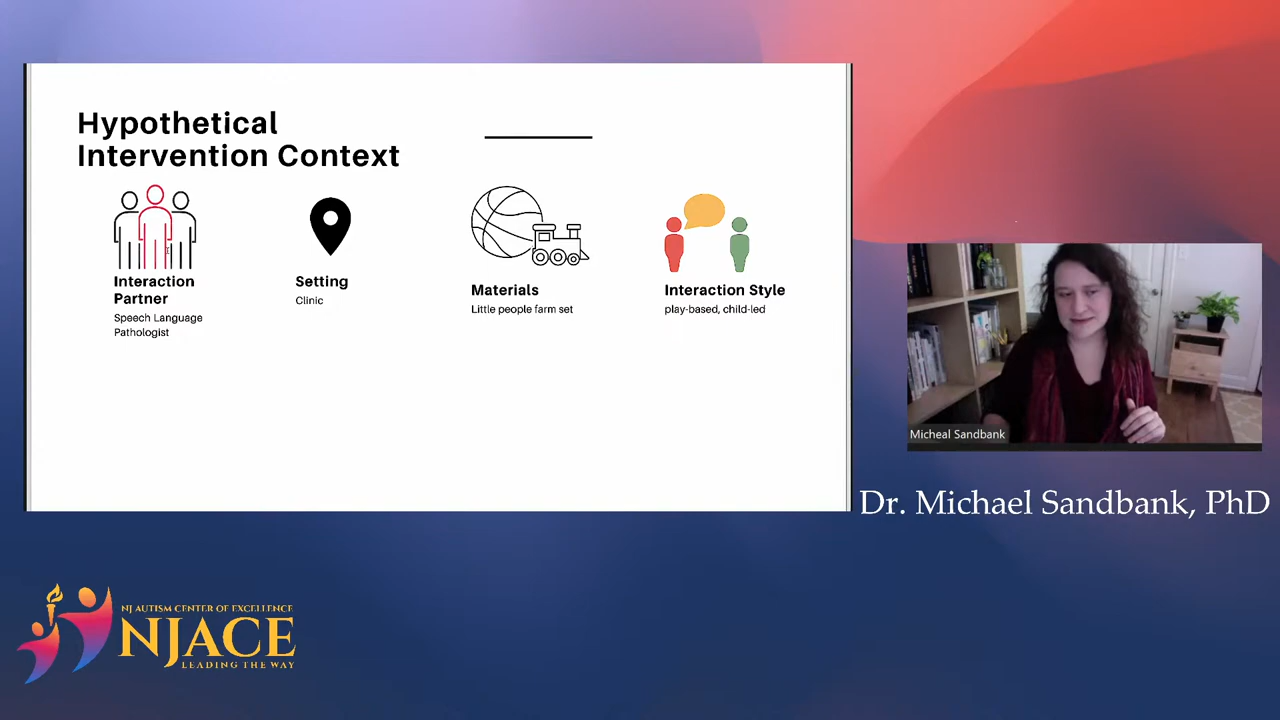 Hypothetical
Intervention Context
Interaction
Partner
Speech Language
Pathologist
Setting
Clinic
Materials
Little people farm set
Interaction Style
play-based, child-led
Micheal Sandbank
Dr. Michael Sandbank, PhD
NJ AUTISM CENTER OF EXCELLENCE
NJACE
LEADING THE WAY